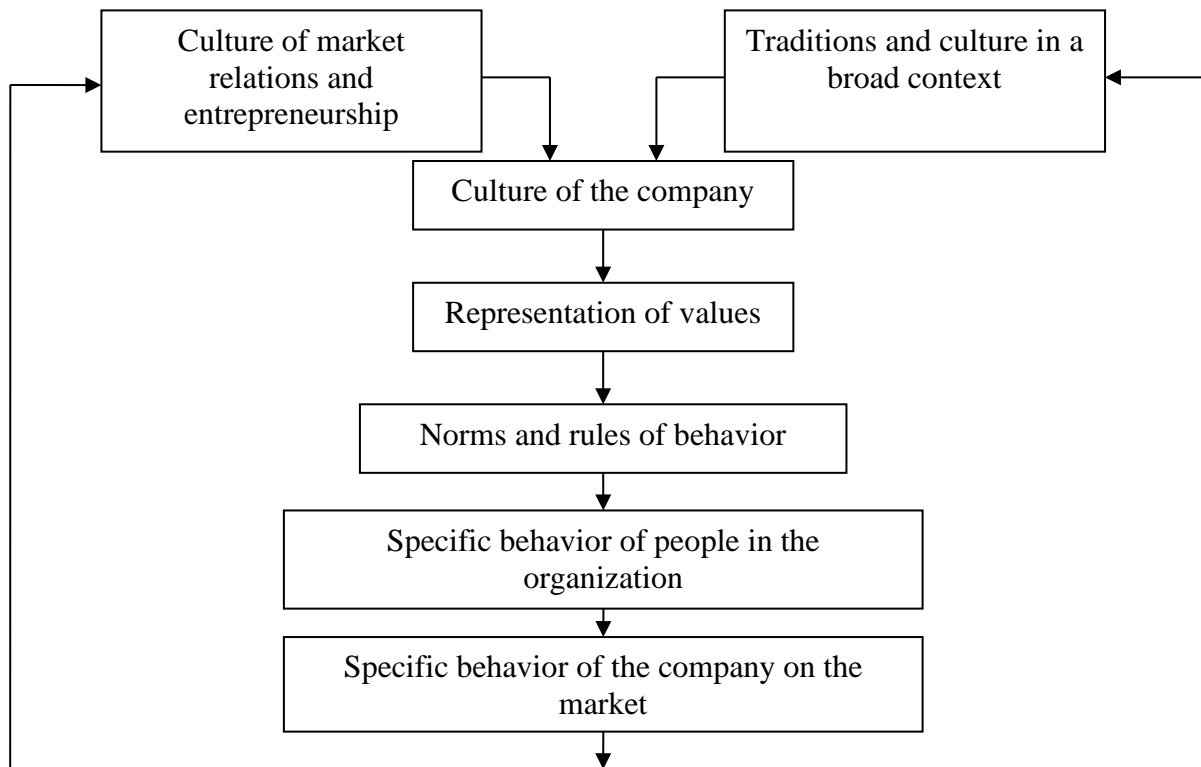 Culture of market
relations and
entrepreneurship
Traditions and culture in a
broad context
Culture of the company
Representation of values
Norms and rules of behavior
Specific behavior of people in the
organization
Specific behavior of the company on the
market